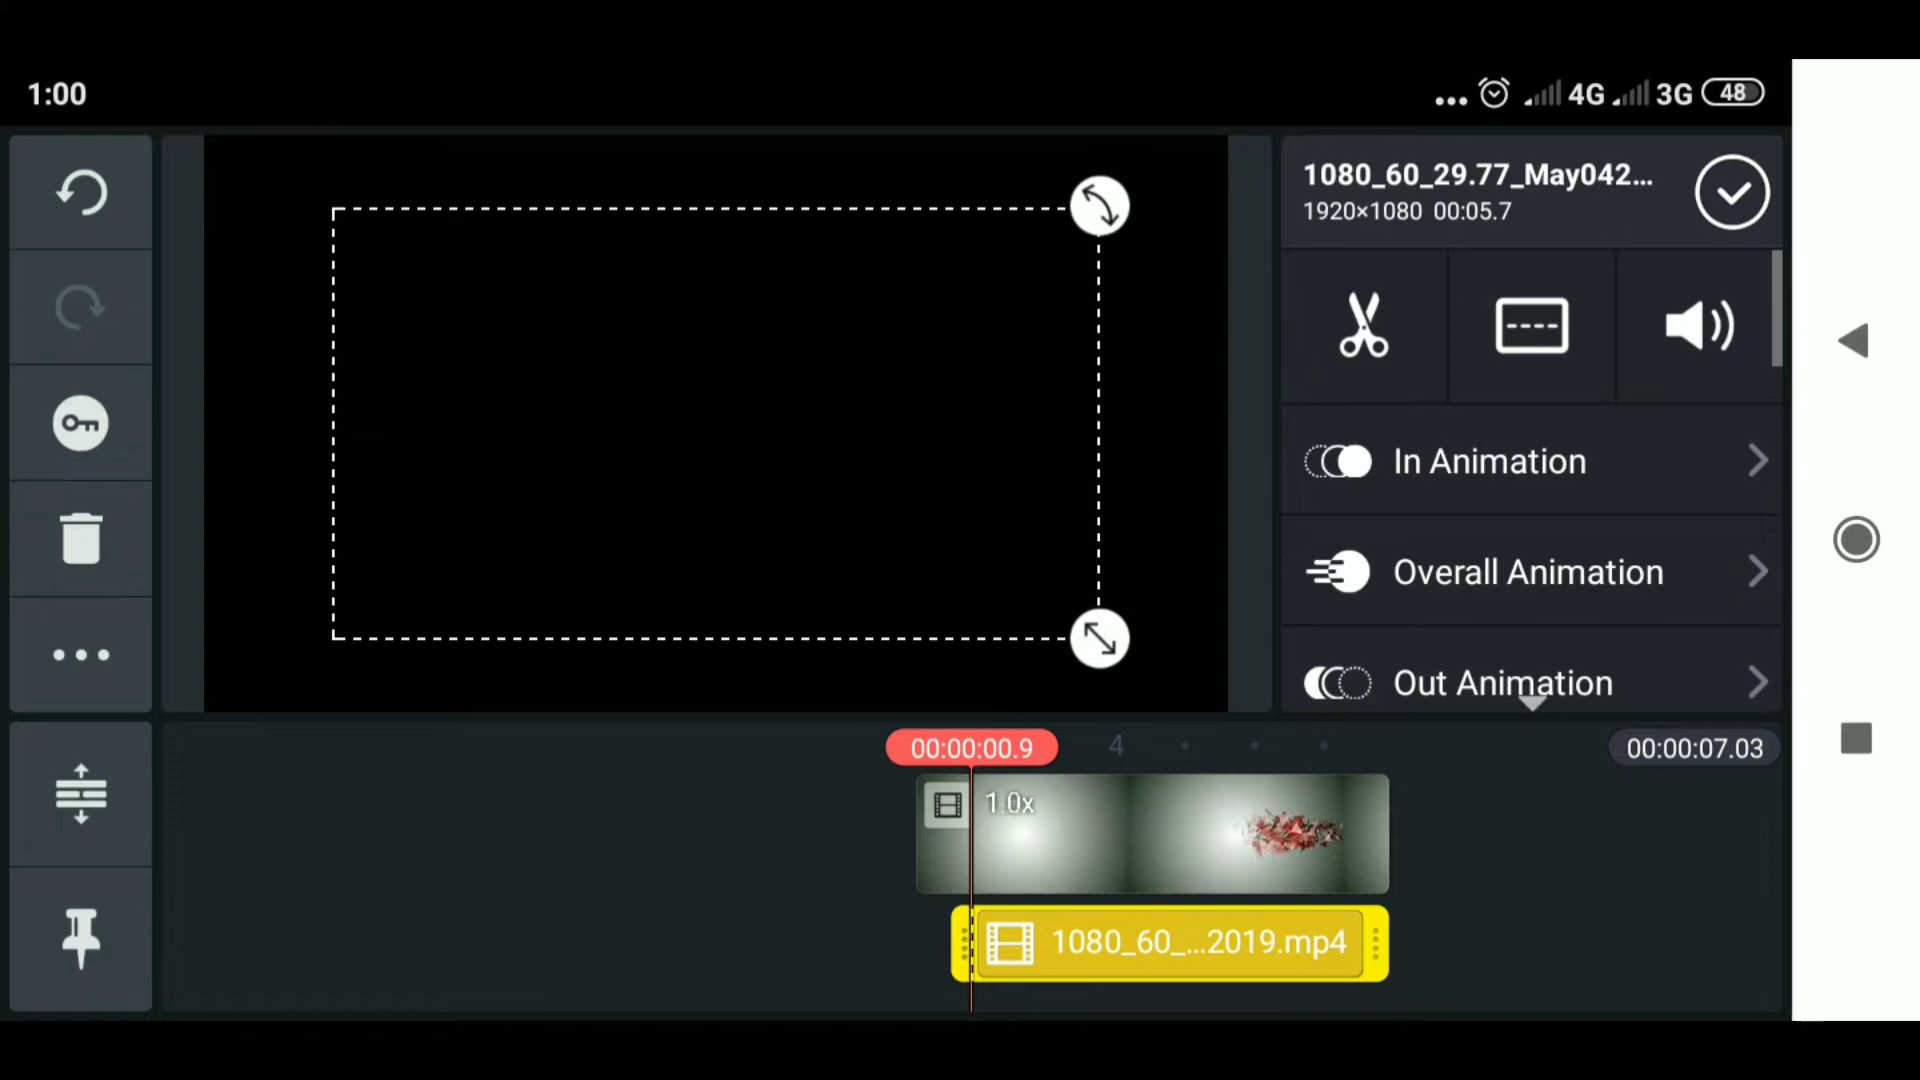 1:00
4G 3G 48
1080_60_29.77_May042...
1920×1080 00:05.7
In Animation
Overall Animation
Out Animation
00:00:00.9
4
00:00:07.03
1.0x
1080_60_...2019.mp4